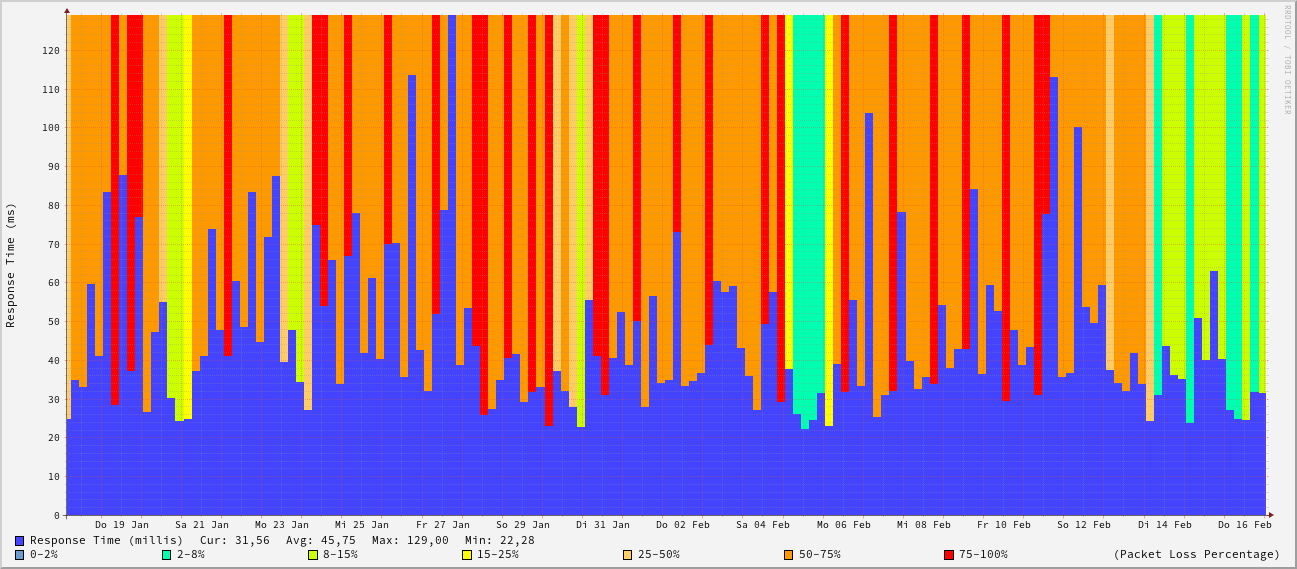 RRDTOOL / TOBI OETIKER
Response Time (ms)
120
110
100
90
80
70
60
50
40
30
20
10
0
Do 19 Jan Sa 21 Jan Mo 23 Jan Mi 25 Jan Fr 27 Jan So 29 Jan Di 31 Jan Do 02 Feb Sa 04 Feb Mo 06 Feb Mi 08 Feb Fr 10 Feb So 12 Feb Di 14 Feb Do 16 Feb
Response Time (millis) Cur: 31,56 Avg: 45,75 Max: 129,00 Min: 22,28
0-2% 2-8% 8-15% 15-25% 25-50% 50-75% 75-100% (Packet Loss Percentage)